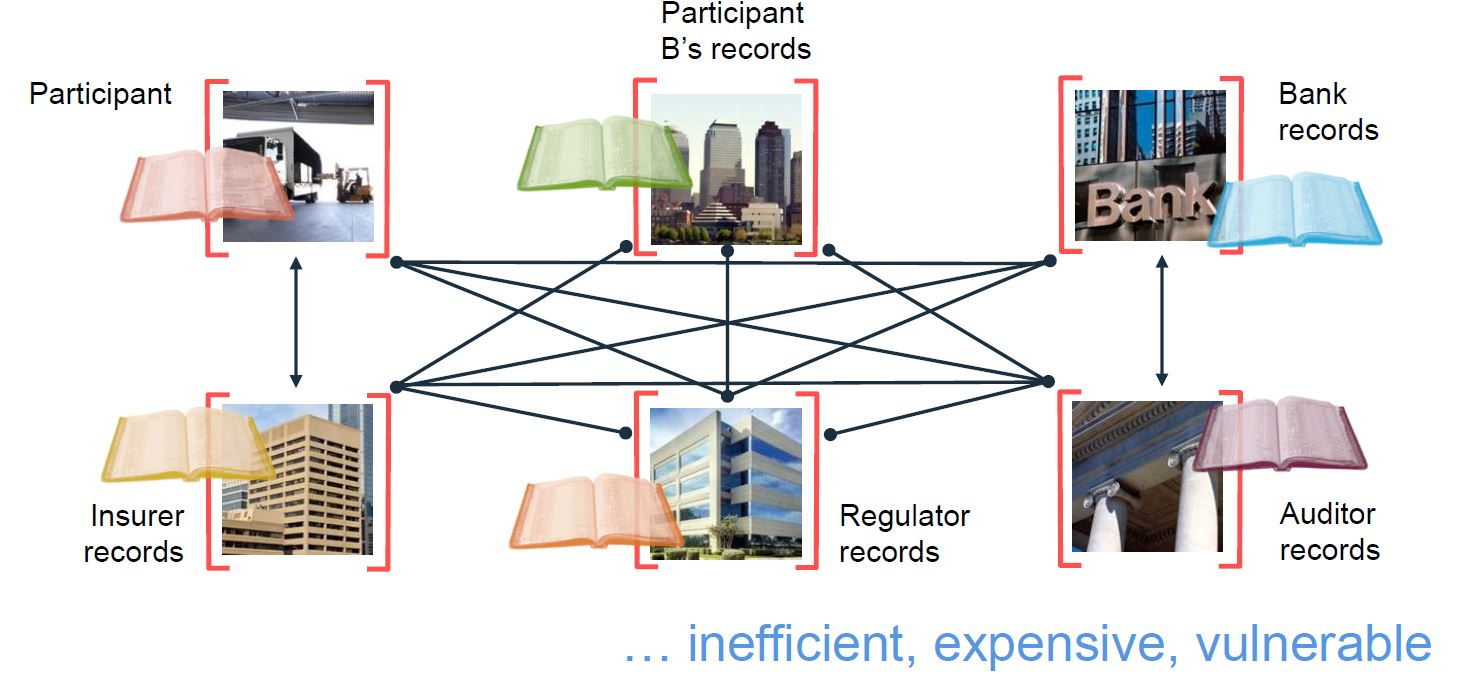 Participant
B’s records
Participant
Bank
records
Bank
Insurer
records
Regulator
records
Auditor
records
… inefficient, expensive, vulnerable